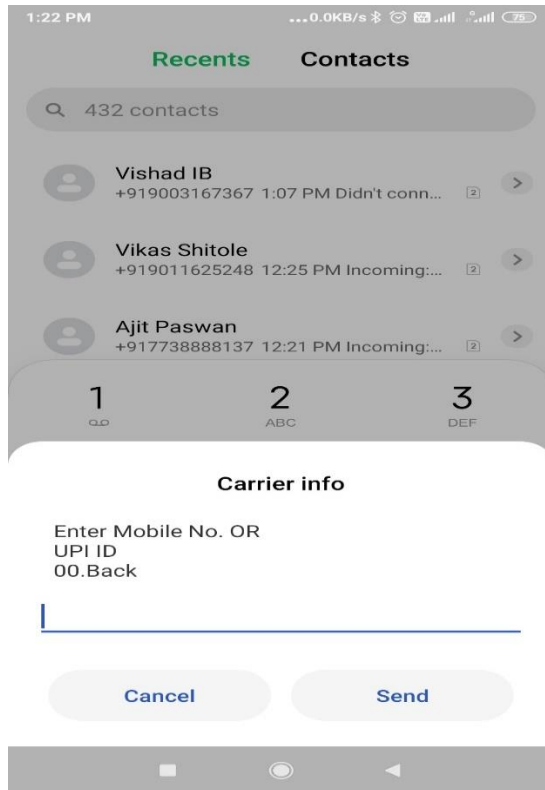 1:22 PM ...0.0KB/s 75
Recents Contacts
432 contacts
Vishad IB
+919003167367 1:07 PM Didn't conn... 2
Vikas Shitole
+919011625248 12:25 PM Incoming:... 2
Ajit Paswan
+917738888137 12:21 PM Incoming:... 2
1 2 3
ABC DEF
Carrier info
Enter Mobile No. OR
UPI ID
00.Back
Cancel Send